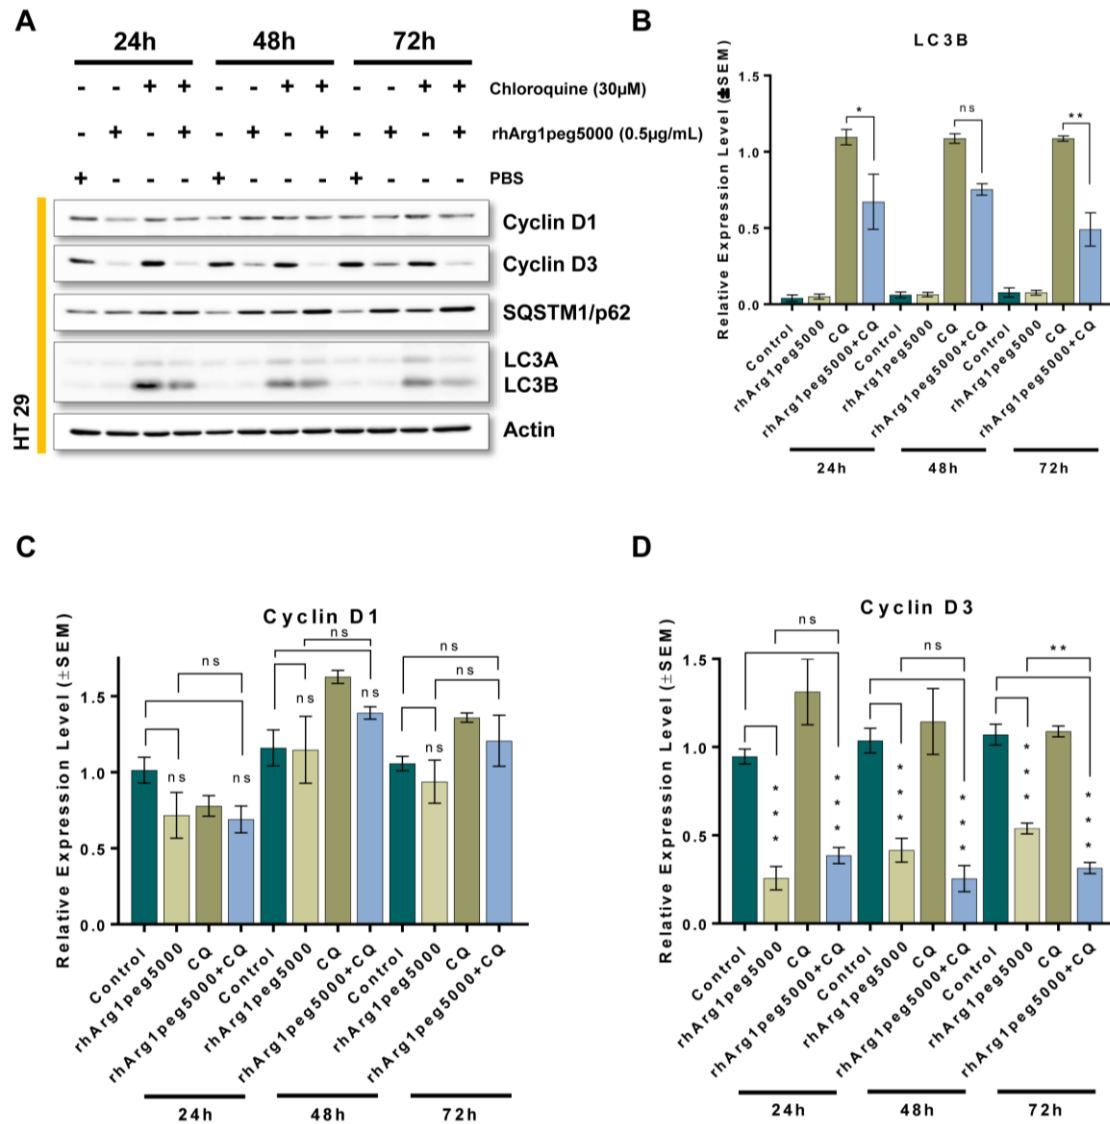 A
24h 48h 72h
- - + + - - + + - - + + Chloroquine (30µM)
- + - + - + - + - + - + rhArg1peg5000 (0.5µg/mL)
+ - - - + - - - + - - - PBS
HT 29
Cyclin D1
Cyclin D3
SQSTM1/p62
LC3A
LC3B
Actin
B
LC3B
Relative Expression Level (±SEM)
1.5
1.0
0.5
0.0
* ns **
Control
rhArg1peg5000
CQ
rhArg1peg5000+CQ
Control
rhArg1peg5000
CQ
rhArg1peg5000+CQ
Control
rhArg1peg5000
CQ
rhArg1peg5000+CQ
24h 48h 72h
C
Cyclin D1
Relative Expression Level (±SEM)
1.5
1.0
0.5
0.0
ns
ns
ns
ns
ns
ns
ns
ns
ns
ns
Control
rhArg1peg5000
CQ
rhArg1peg5000+CQ
Control
rhArg1peg5000
CQ
rhArg1peg5000+CQ
Control
rhArg1peg5000
CQ
rhArg1peg5000+CQ
24h 48h 72h
D
Cyclin D3
Relative Expression Level (±SEM)
1.5
1.0
0.5
0.0
ns ns **
*** *** *** *** *** ***
Control
rhArg1peg5000
CQ
rhArg1peg5000+CQ
Control
rhArg1peg5000
CQ
rhArg1peg5000+CQ
Control
rhArg1peg5000
CQ
rhArg1peg5000+CQ
24h 48h 72h